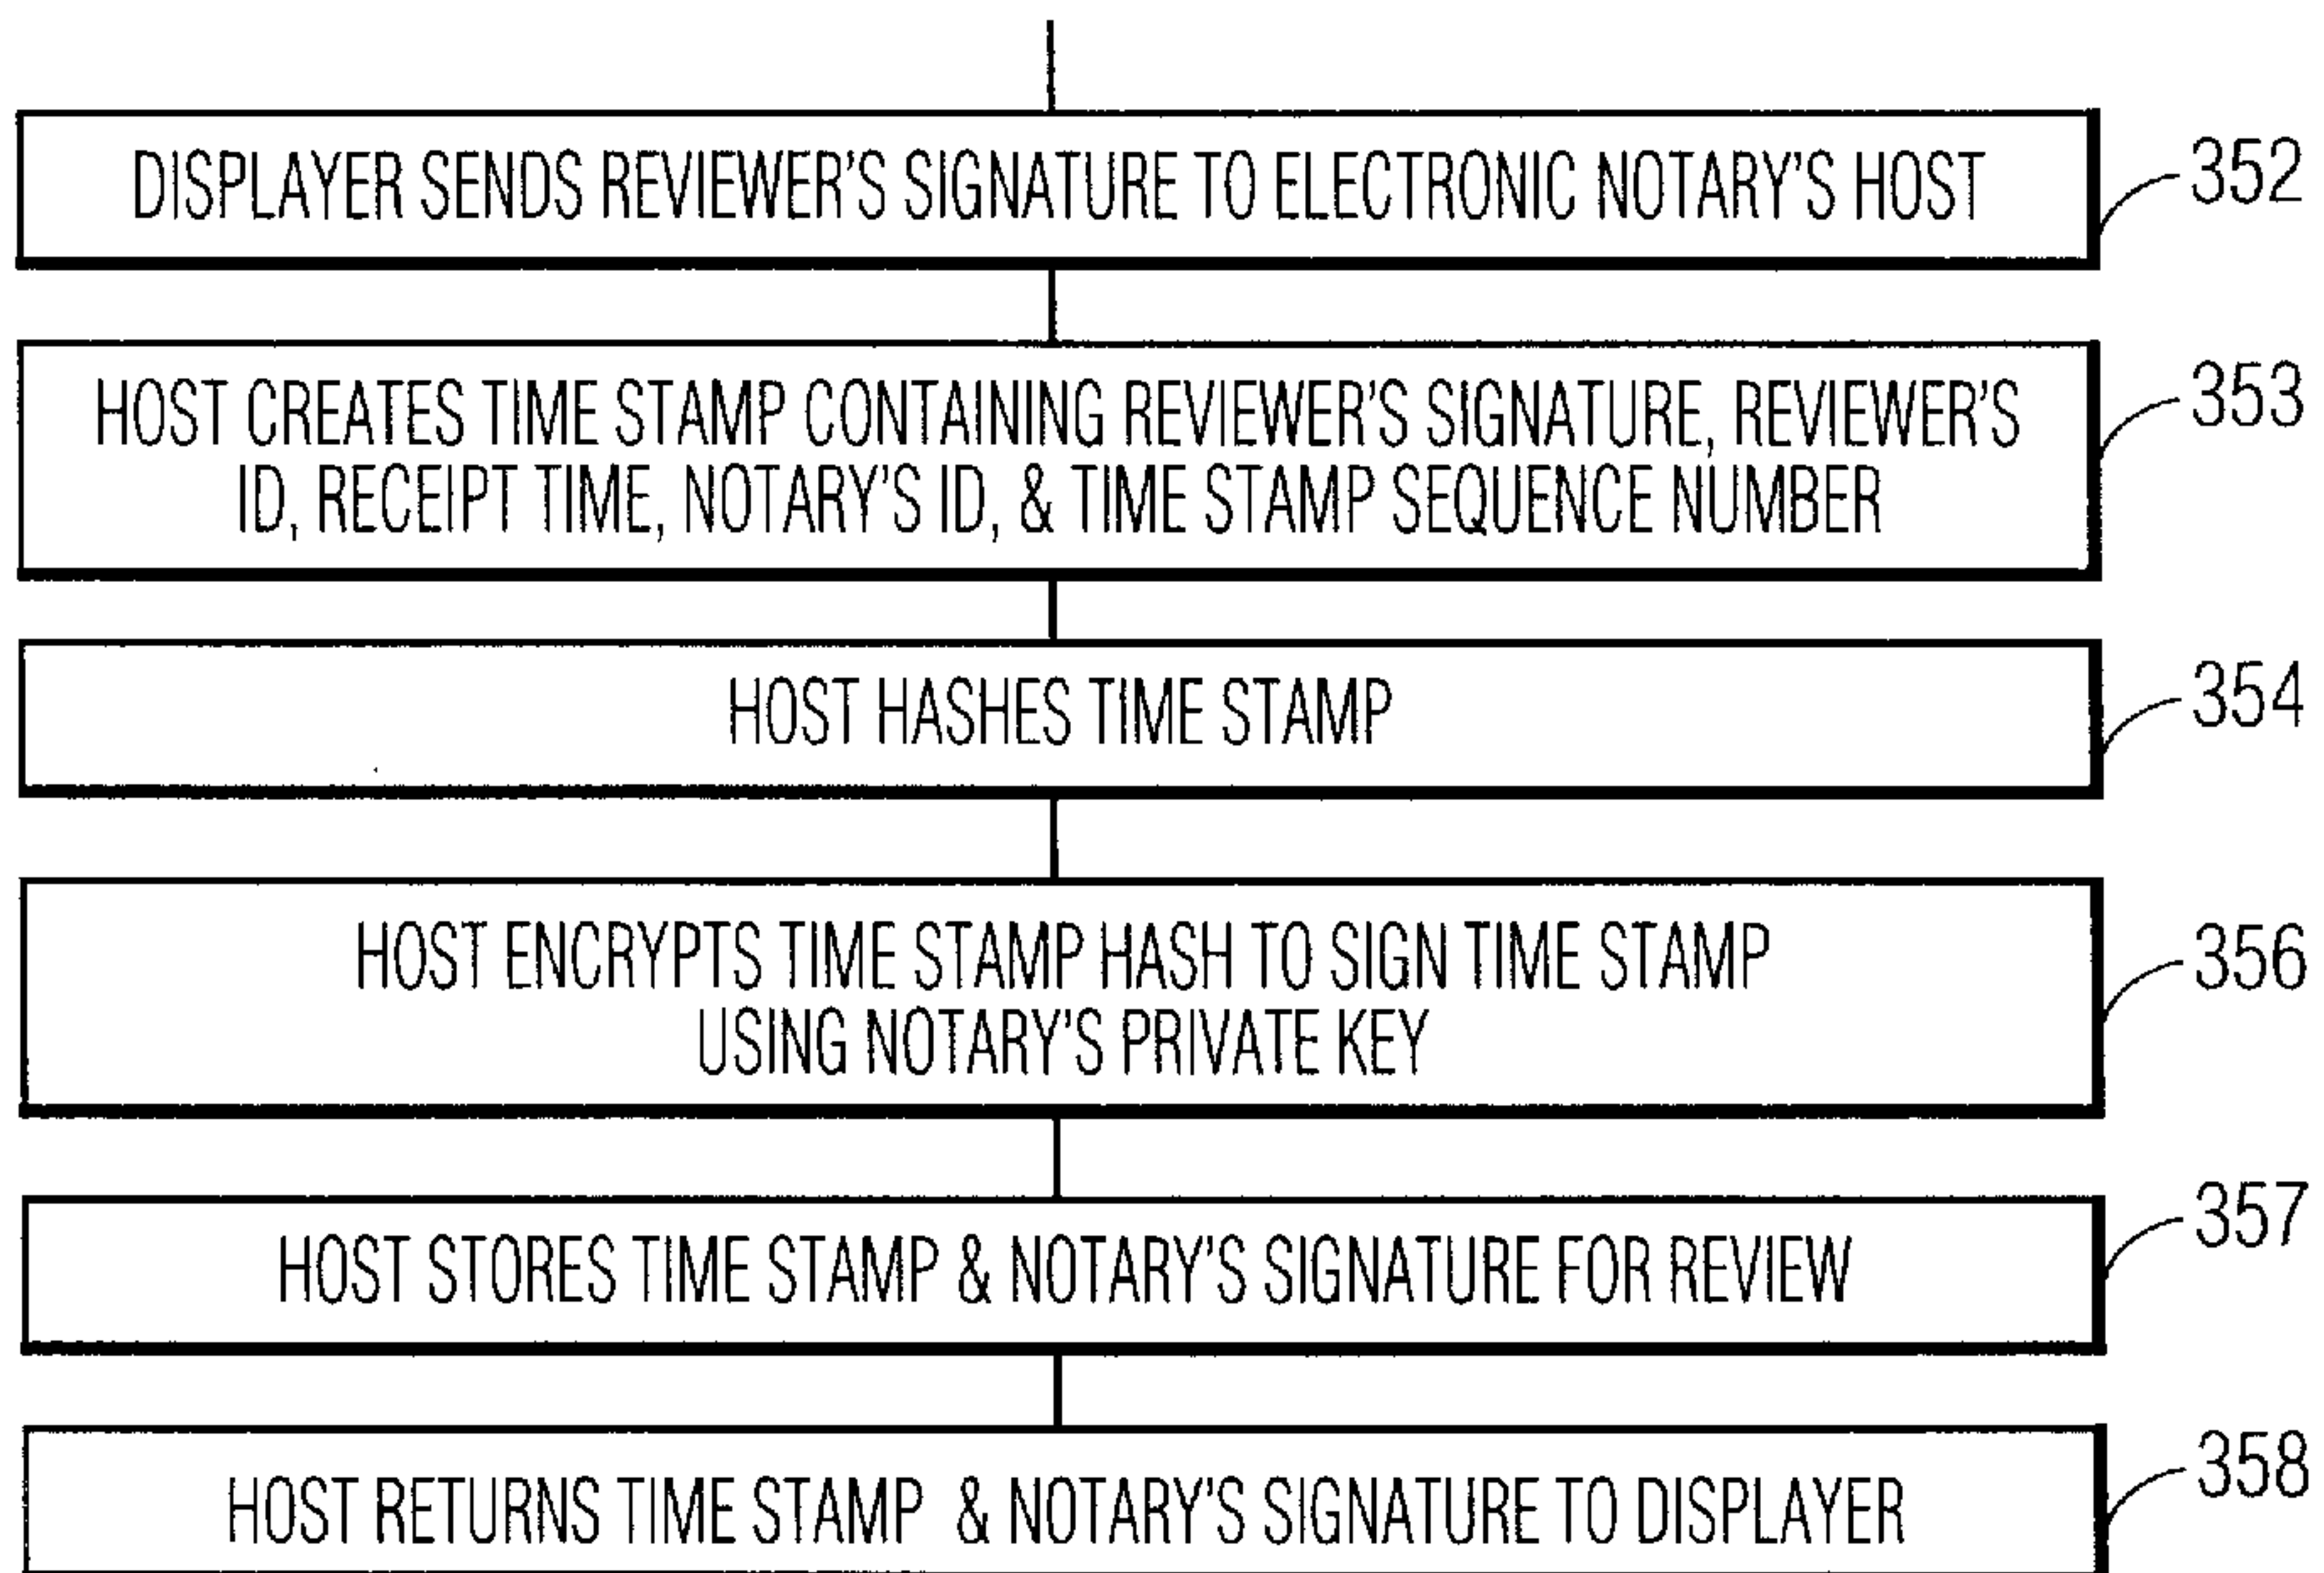 DISPLAYER SENDS REVIEWER'S SIGNATURE TO ELECTRONIC NOTARY'S HOST
352
HOST CREATES TIME STAMP CONTAINING REVIEWER'S SIGNATURE, REVIEWER'S
ID, RECEIPT TIME, NOTARY'S ID, & TIME STAMP SEQUENCE NUMBER
353
HOST HASHES TIME STAMP
354
HOST ENCRYPTS TIME STAMP HASH TO SIGN TIME STAMP
USING NOTARY'S PRIVATE KEY
356
HOST STORES TIME STAMP & NOTARY'S SIGNATURE FOR REVIEW
357
HOST RETURNS TIME STAMP & NOTARY'S SIGNATURE TO DISPLAYER
358